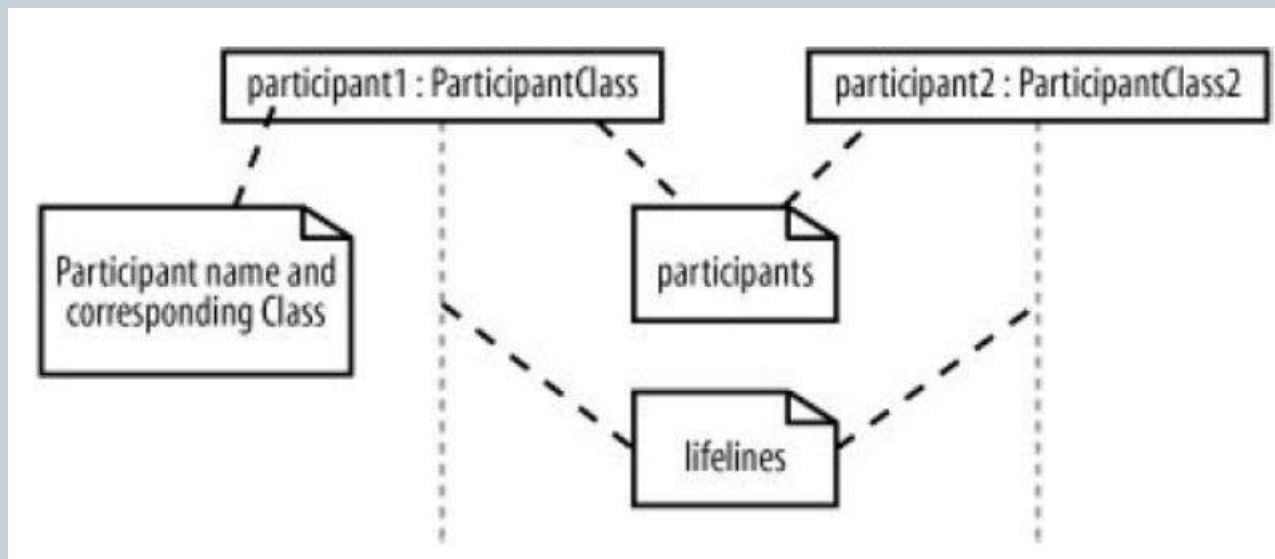 participant1 : ParticipantClass
participant2 : ParticipantClass2
Participant name and
corresponding Class
participants
lifelines